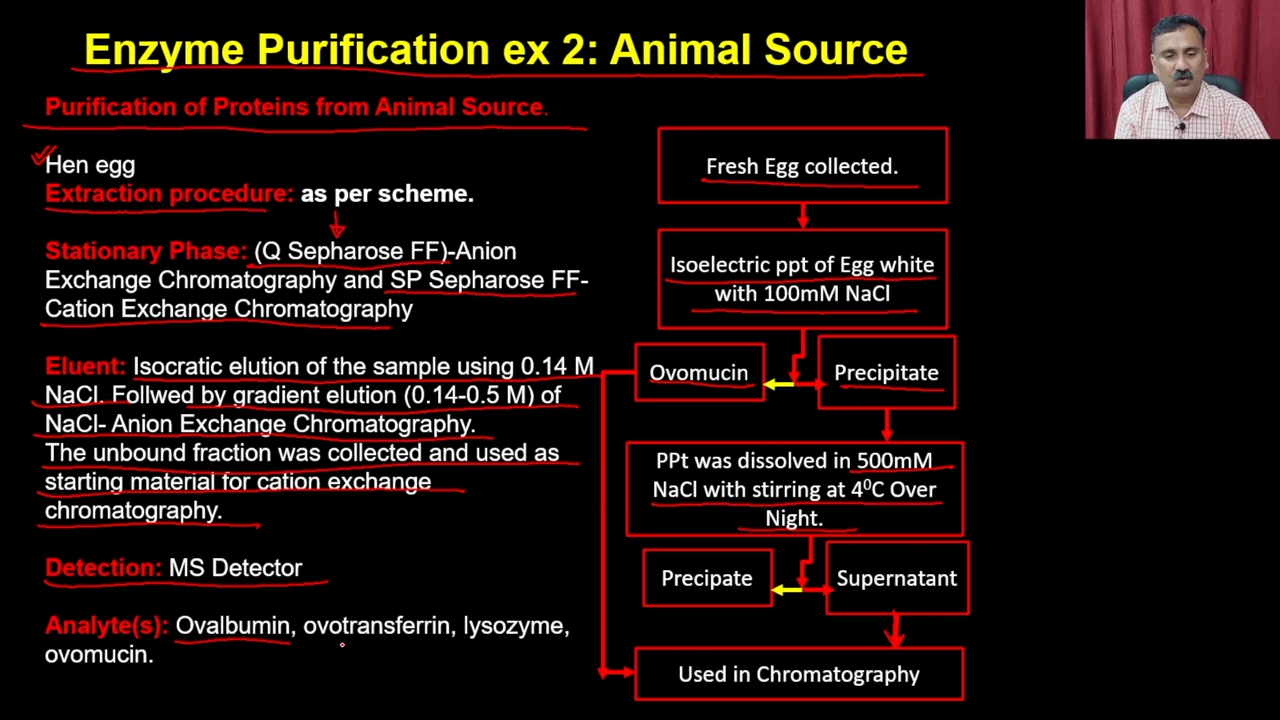 Enzyme Purification ex 2: Animal Source
Purification of Proteins from Animal Source.
Hen egg
Extraction procedure: as per scheme.
Stationary Phase: (Q Sepharose FF)-Anion
Exchange Chromatography and SP Sepharose FF-
Cation Exchange Chromatography
Eluent: Isocratic elution of the sample using 0.14 M
NaCl. Follwed by gradient elution (0.14-0.5 M) of
NaCl- Anion Exchange Chromatography.
The unbound fraction was collected and used as
starting material for cation exchange
chromatography.
Detection: MS Detector
Analyte(s): Ovalbumin, ovotransferrin, lysozyme,
ovomucin.
Fresh Egg collected.
Isoelectric ppt of Egg white
with 100mM NaCl
Ovomucin
Precipitate
PPt was dissolved in 500mM
NaCl with stirring at 4⁰C Over
Night.
Precipate
Supernatant
Used in Chromatography